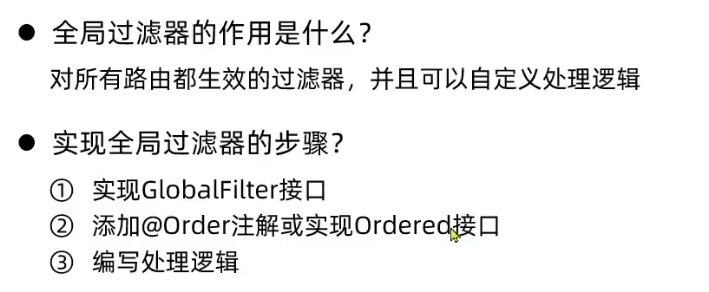 ● 全局过滤器的作用是什么？
对所有路由都生效的过滤器，并且可以自定义处理逻辑
● 实现全局过滤器的步骤？
① 实现GlobalFilter接口
② 添加@Order注解或实现Ordered接口
③ 编写处理逻辑